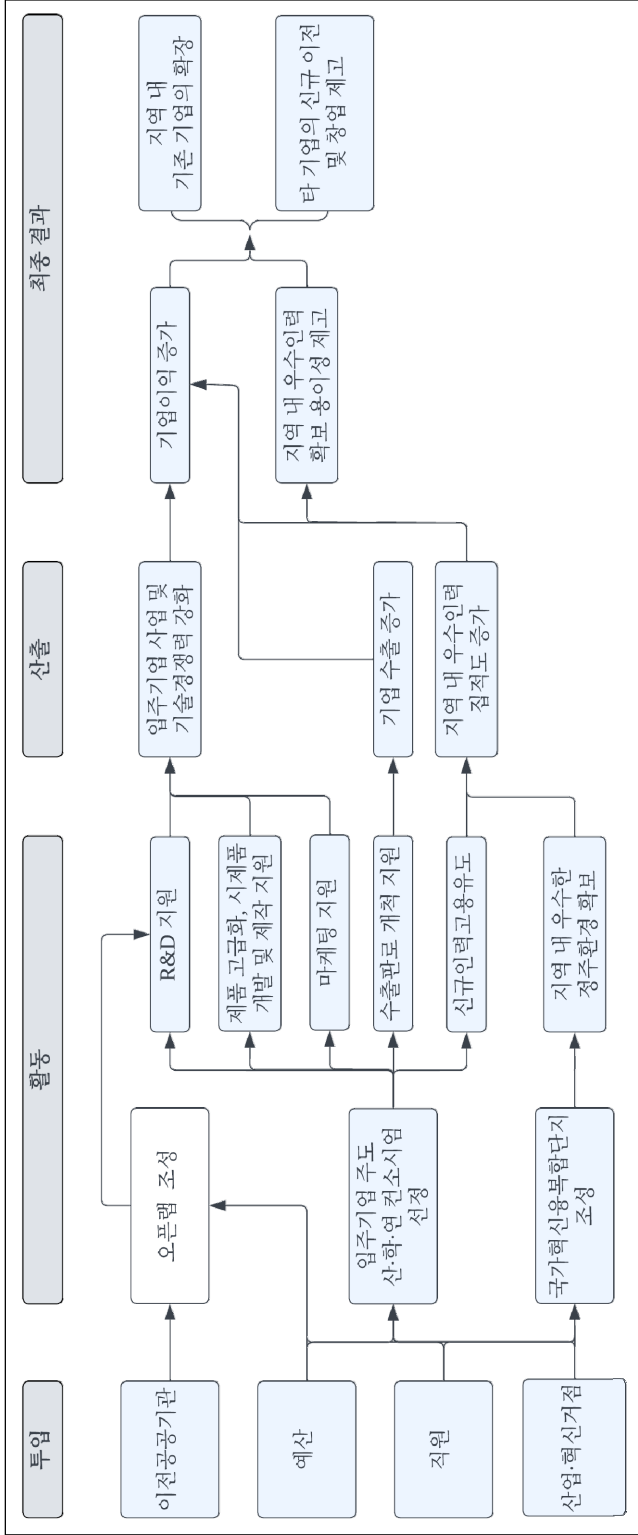 투입
활동
산출
최종 결과
이전공공기관
예산
직원
산업·혁신거점
오픈랩 조성
입주기업 주도
산·학·연 컨소시엄
선정
국가혁신융복합단지
조성
R&D 지원
제품 고급화, 시제품
개발 및 제작 지원
마케팅 지원
수출판로 개척 지원
신규인력고용유도
지역 내 우수한
정주환경 확보
입주기업 사업 및
기술경쟁력 강화
기업 수출 증가
지역 내 우수인력
집적도 증가
기업이익 증가
지역 내 우수인력
확보 용이성 제고
지역 내
기존 기업의 확장
타 기업의 신규 이전
및 창업 제고